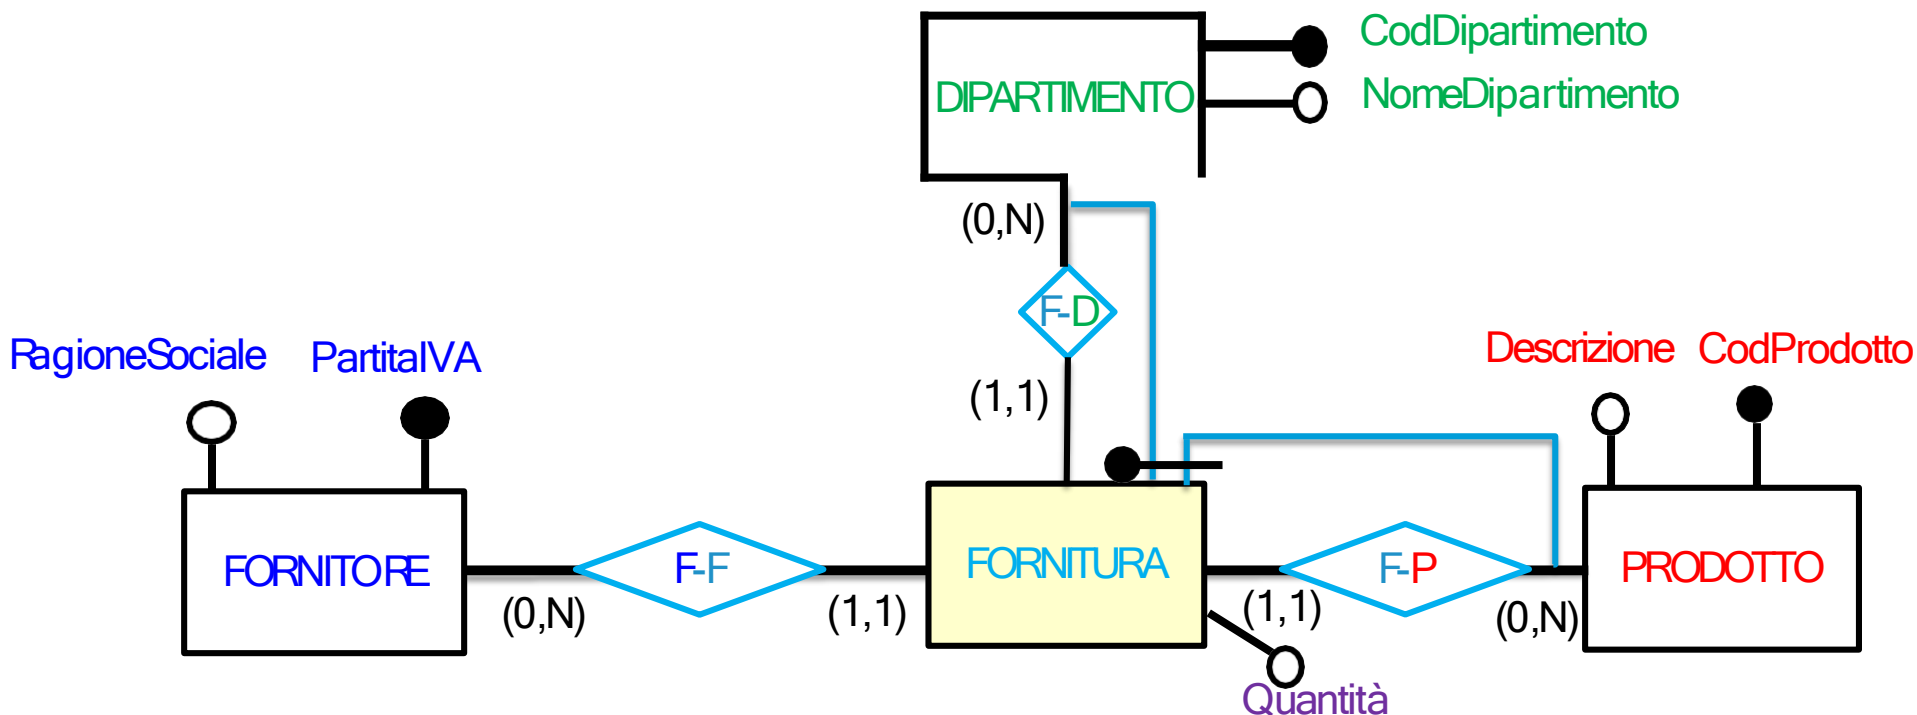 CodDipartimento
DIPARTIMENTO
NomeDipartimento
(0,N)
F-D
RagioneSociale
PartitaIVA
Descrizione
CodProdotto
(1,1)
FORNITORE
F-F
FORNITURA
F-P
PRODOTTO
(0,N)
(1,1)
(1,1)
(0,N)
Quantità